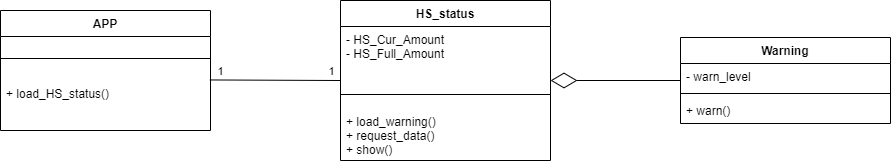 APP
+ load_HS_status()
1
1
HS_status
- HS_Cur_Amount
- HS_Full_Amount
+ load_warning()
+ request_data()
+ show()
Warning
- warn_level
+ warn()